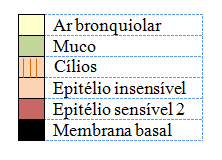 Ar bronquiolar
Muco
Cílios
Epitélio insensível
Epitélio sensível 2
Membrana basal